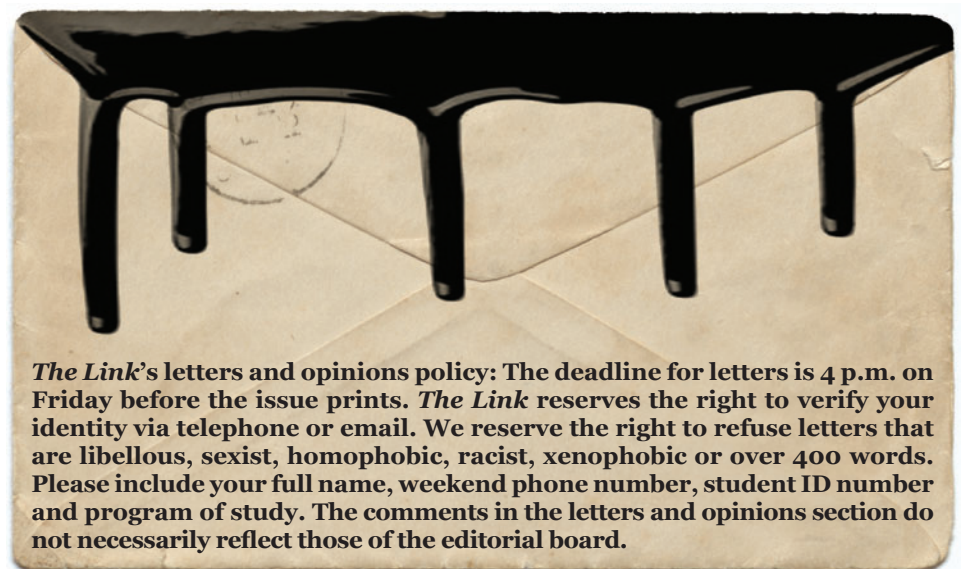 The Link's letters and opinions policy: The deadline for letters is 4 p.m. on
Friday before the issue prints. The Link reserves the right to verify your
identity via telephone or email. We reserve the right to refuse letters that
are libellous, sexist, homophobic, racist, xenophobic or over 400 words.
Please include your full name, weekend phone number, student ID number
and program of study. The comments in the letters and opinions section do
not necessarily reflect those of the editorial board.